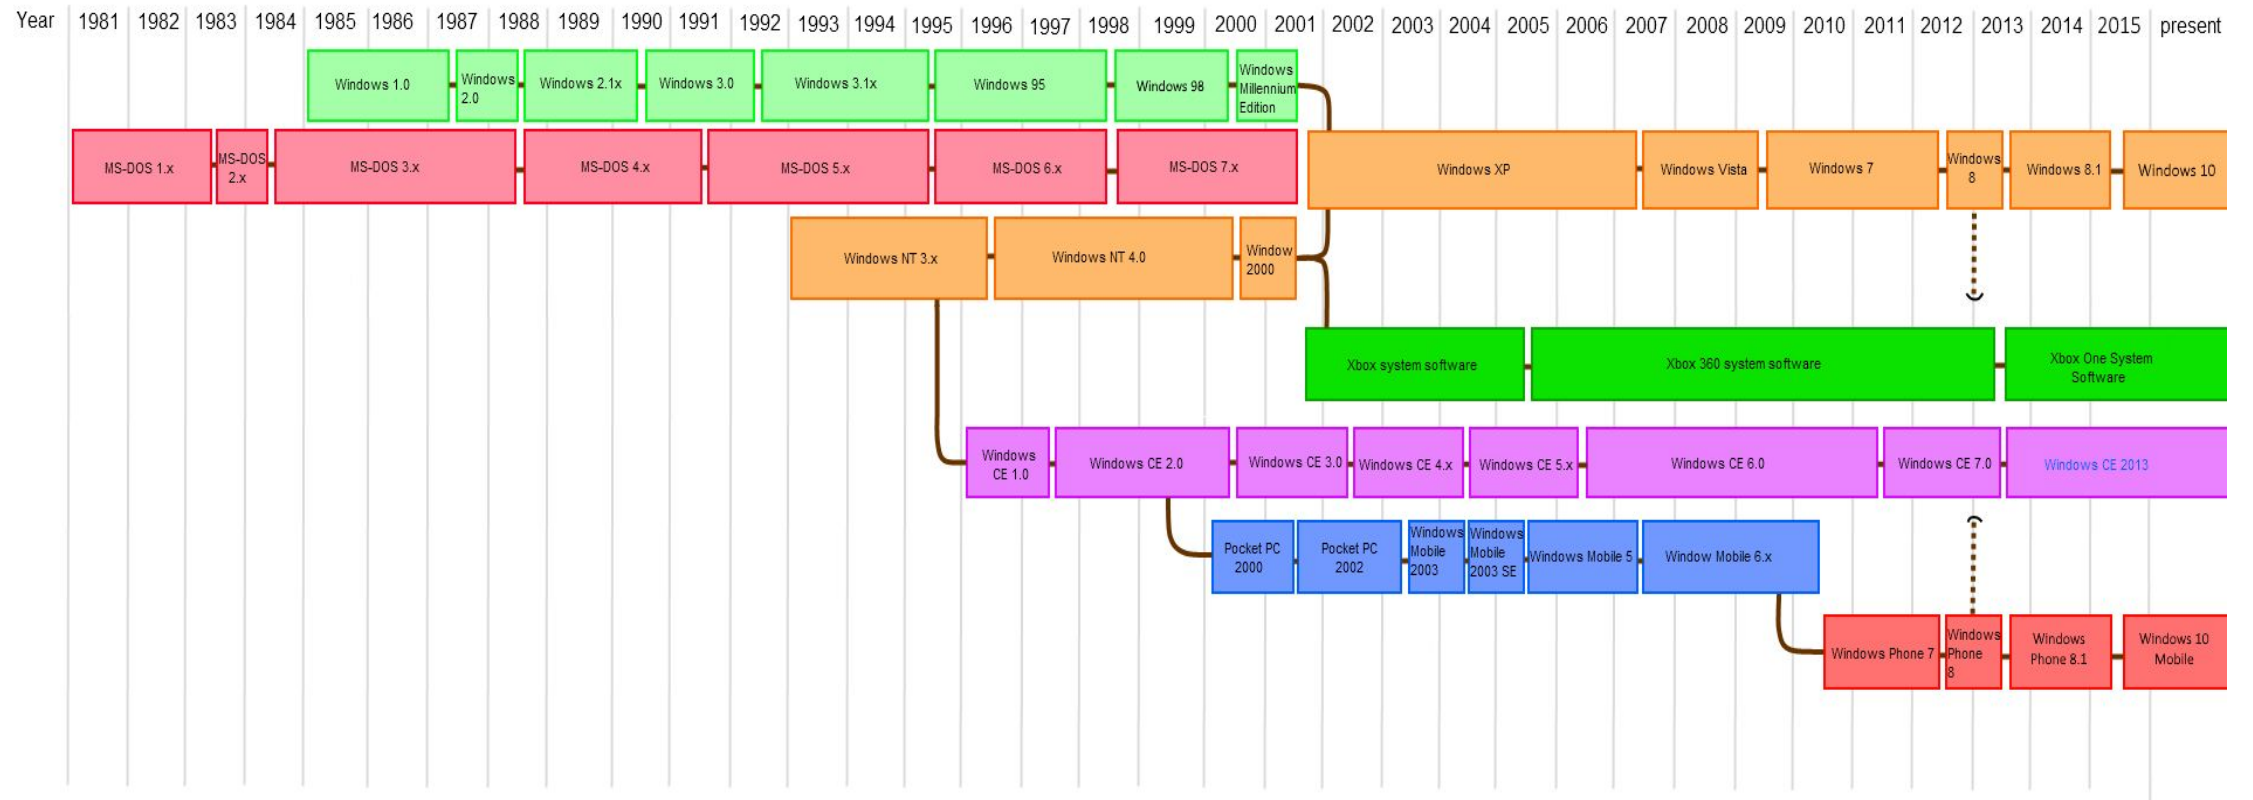 Year 1981 1982 1983 1984 1985 1986 1987 1988 1989 1990 1991 1992 1993 1994 1995 1996 1997 1998 1999 2000 2001 2002 2003 2004 2005 2006 2007 2008 2009 2010 2011 2012 2013 2014 2015 present
Windows 1.0
Windows
2.0
Windows 2.1x
Windows 3.0
Windows 3.1x
Windows 95
Windows 98
Windows
Millennium
Edition
MS-DOS 1.x
MS-DOS
2.x
MS-DOS 3.x
MS-DOS 4.x
MS-DOS 5.x
MS-DOS 6.x
MS-DOS 7.x
Windows XP
Windows Vista
Windows 7
Windows
8
Windows 8.1
Windows 10
Windows NT 3.x
Windows NT 4.0
Window
2000
Xbox system software
Xbox 360 system software
Xbox One System
Software
Windows
CE 1.0
Windows CE 2.0
Windows CE 3.0
Windows CE 4.x
Windows CE 5.x
Windows CE 6.0
Windows CE 7.0
Windows CE 2013
Pocket PC
2000
Pocket PC
2002
Windows
Mobile
2003
Windows
Mobile
2003 SE
Windows Mobile 5
Window Mobile 6.x
Windows Phone 7
Windows
Phone
8
Windows
Phone 8.1
Windows 10
Mobile